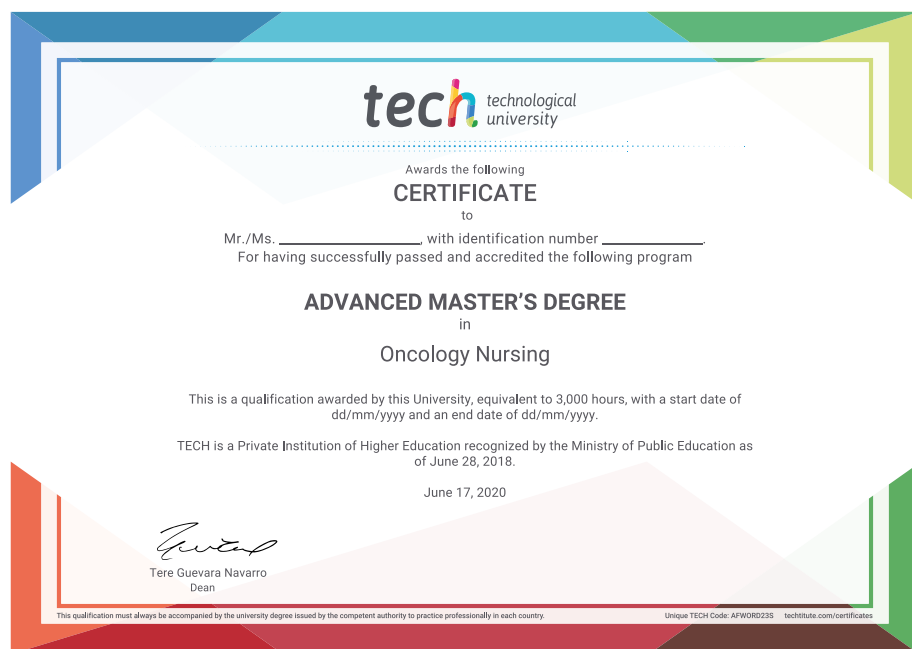 tech technological
university
Awards the following
CERTIFICATE
to
Mr./Ms. ____________________, with identification number ______________.
For having successfully passed and accredited the following program
ADVANCED MASTER'S DEGREE
in
Oncology Nursing
This is a qualification awarded by this University, equivalent to 3,000 hours, with a start date of
dd/mm/yyyy and an end date of dd/mm/yyyy.
TECH is a Private Institution of Higher Education recognized by the Ministry of Public Education as
of June 28, 2018.
June 17, 2020
Tere Guevara Navarro
Dean
This qualification must always be accompanied by the university degree issued by the competent authority to practice professionally in each country.
Unique TECH Code: AFWORD23S techtitute.com/certificates